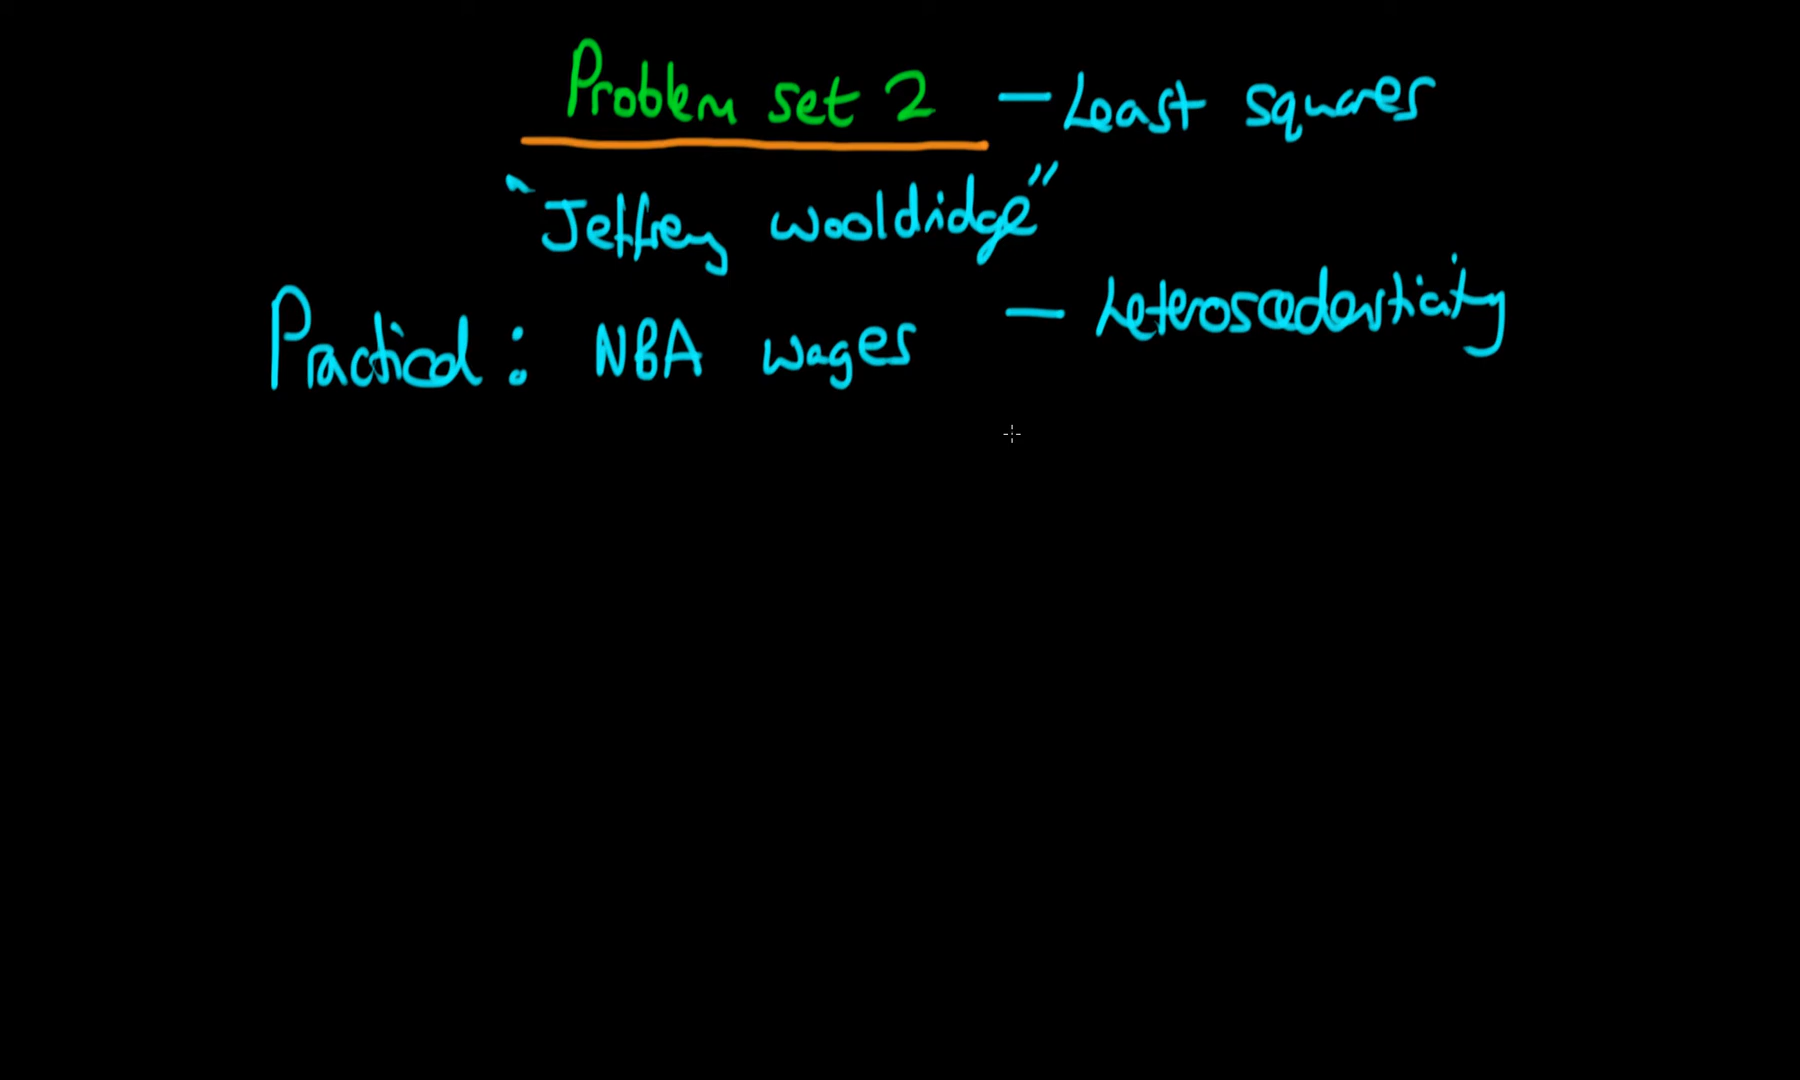 Problem set 2 – Least squares
"Jeffrey Wooldridge"
Practical: NBA wages – heteroscedasticity